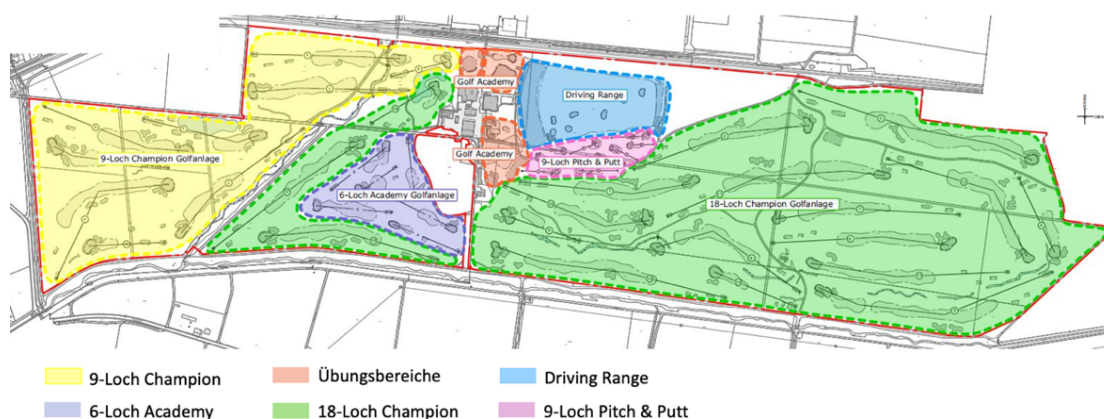 Golf Academy
Driving Range
9-Loch Champion Golfanlage
Golf Academy
9-Loch Pitch & Putt
6-Loch Academy Golfanlage
18-Loch Champion Golfanlage
9-Loch Champion
Übungsbereiche
Driving Range
6-Loch Academy
18-Loch Champion
9-Loch Pitch & Putt